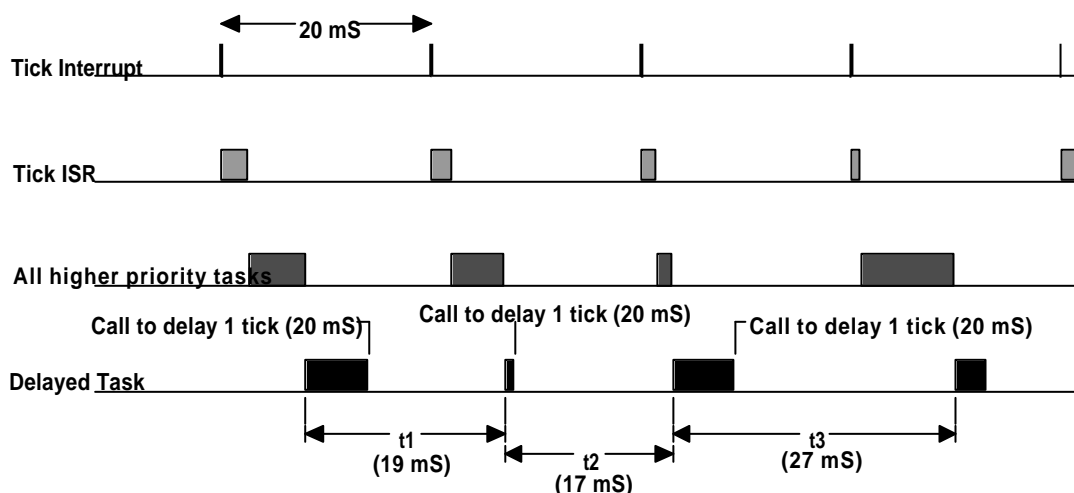 20 mS
Tick Interrupt
Tick ISR
All higher priority tasks
Call to delay 1 tick (20 mS)
Call to delay 1 tick (20 mS)
Call to delay 1 tick (20 mS)
Delayed Task
t1
(19 mS)
t2
(17 mS)
t3
(27 mS)